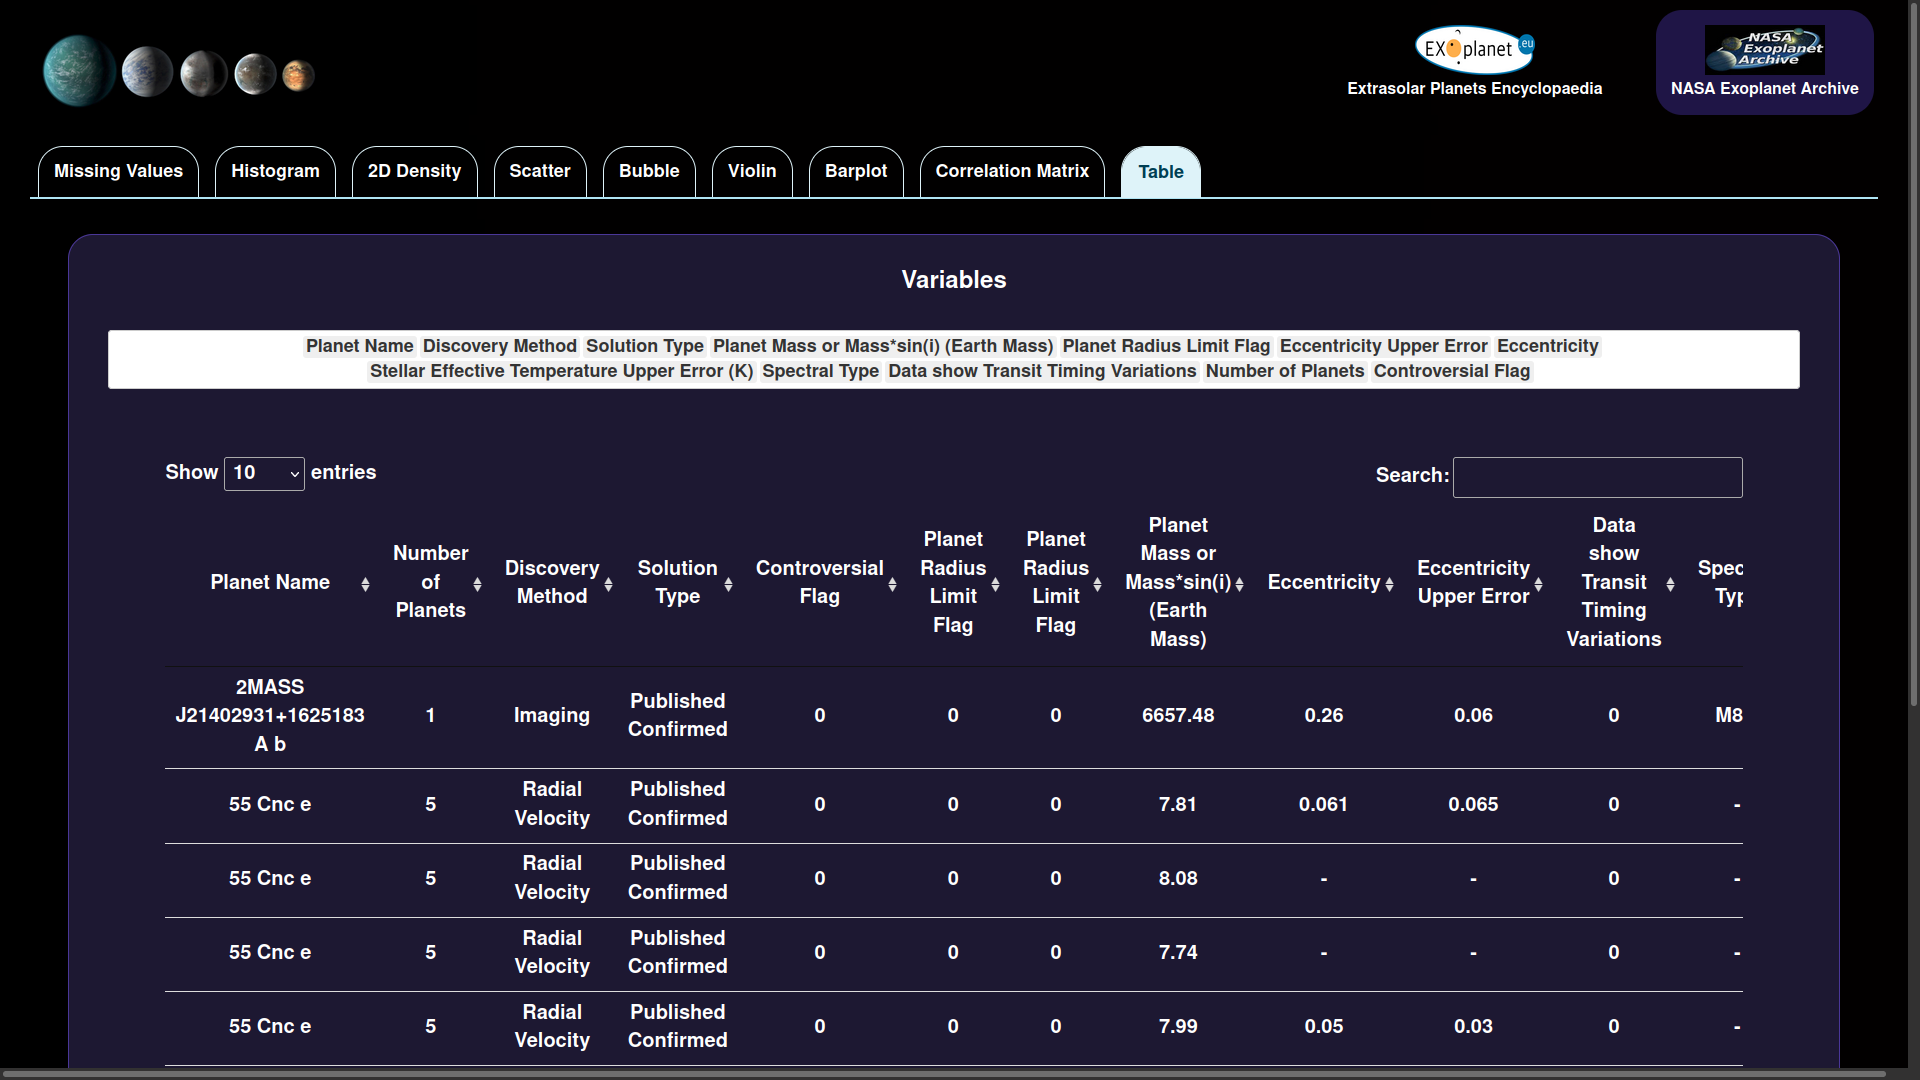 EXoplanet .eu
Extrasolar Planets Encyclopaedia
NASA
Exoplanet
Archive
NASA Exoplanet Archive
Missing Values Histogram 2D Density Scatter Bubble Violin Barplot Correlation Matrix Table
Variables
Planet Name Discovery Method Solution Type Planet Mass or Mass*sin(i) (Earth Mass) Planet Radius Limit Flag Eccentricity Upper Error Eccentricity
Stellar Effective Temperature Upper Error (K) Spectral Type Data show Transit Timing Variations Number of Planets Controversial Flag
Show 10 entries
Search:
Planet Name
Number
of
Planets
Discovery
Method
Solution
Type
Controversial
Flag
Planet
Radius
Limit
Flag
Planet
Radius
Limit
Flag
Planet
Mass or
Mass*sin(i)
(Earth
Mass)
Eccentricity
Eccentricity
Upper Error
Data
show
Transit
Timing
Variations
Spec
Typ
2MASS
J21402931+1625183
A b
1
Imaging
Published
Confirmed
0
0
0
6657.48
0.26
0.06
0
M8
55 Cnc e
5
Radial
Velocity
Published
Confirmed
0
0
0
7.81
0.061
0.065
0
-
55 Cnc e
5
Radial
Velocity
Published
Confirmed
0
0
0
8.08
-
-
0
-
55 Cnc e
5
Radial
Velocity
Published
Confirmed
0
0
0
7.74
-
-
0
-
55 Cnc e
5
Radial
Velocity
Published
Confirmed
0
0
0
7.99
0.05
0.03
0
-